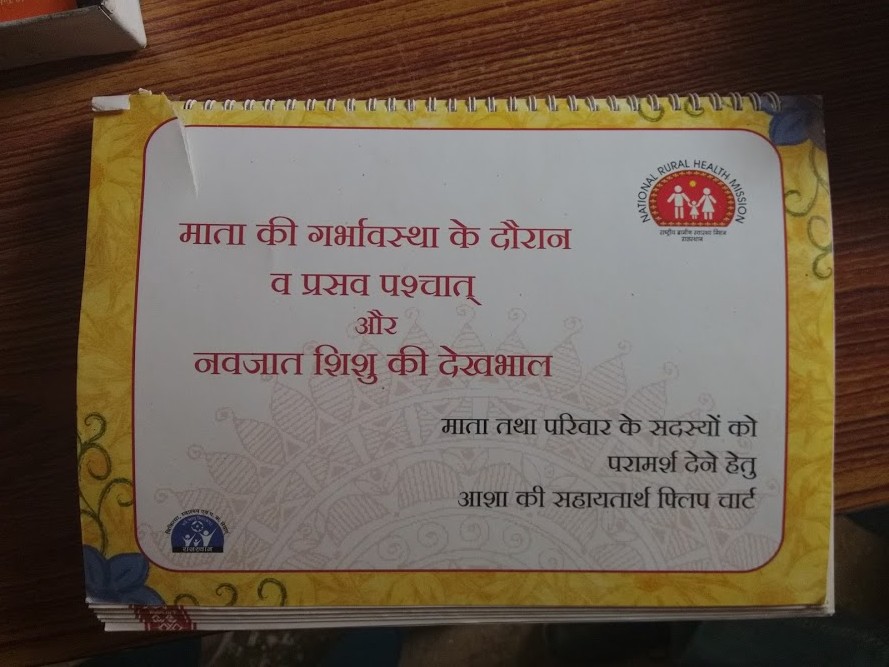 NATIONAL RURAL HEALTH MISSION
राष्ट्रीय ग्रामीण स्वास्थ्य मिशन
राजस्थान
माता की गर्भावस्था के दौरान
व प्रसव पश्चात्
और
नवजात शिशु की देखभाल
माता तथा परिवार के सदस्यों को
परामर्श देने हेतु
आशा की सहायतार्थ फ्लिप चार्ट
राजस्थान